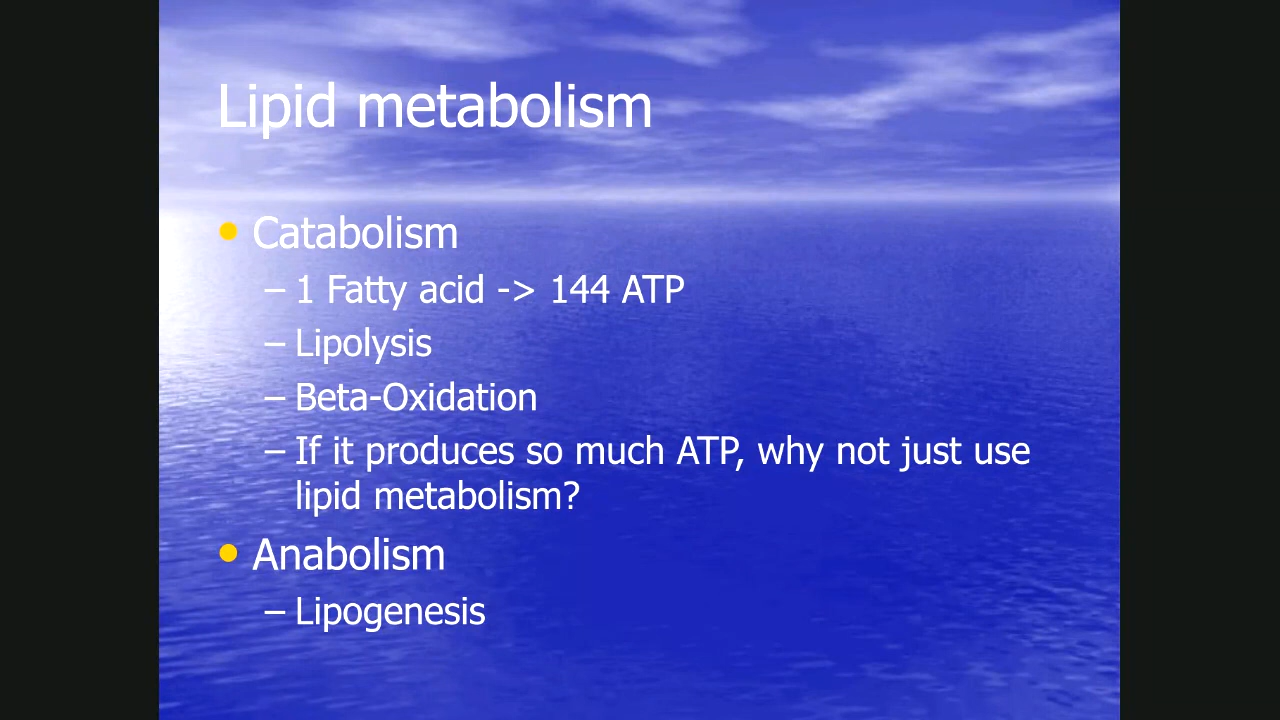 Lipid metabolism
• Catabolism
– 1 Fatty acid -> 144 ATP
– Lipolysis
– Beta-Oxidation
– If it produces so much ATP, why not just use
lipid metabolism?
• Anabolism
– Lipogenesis